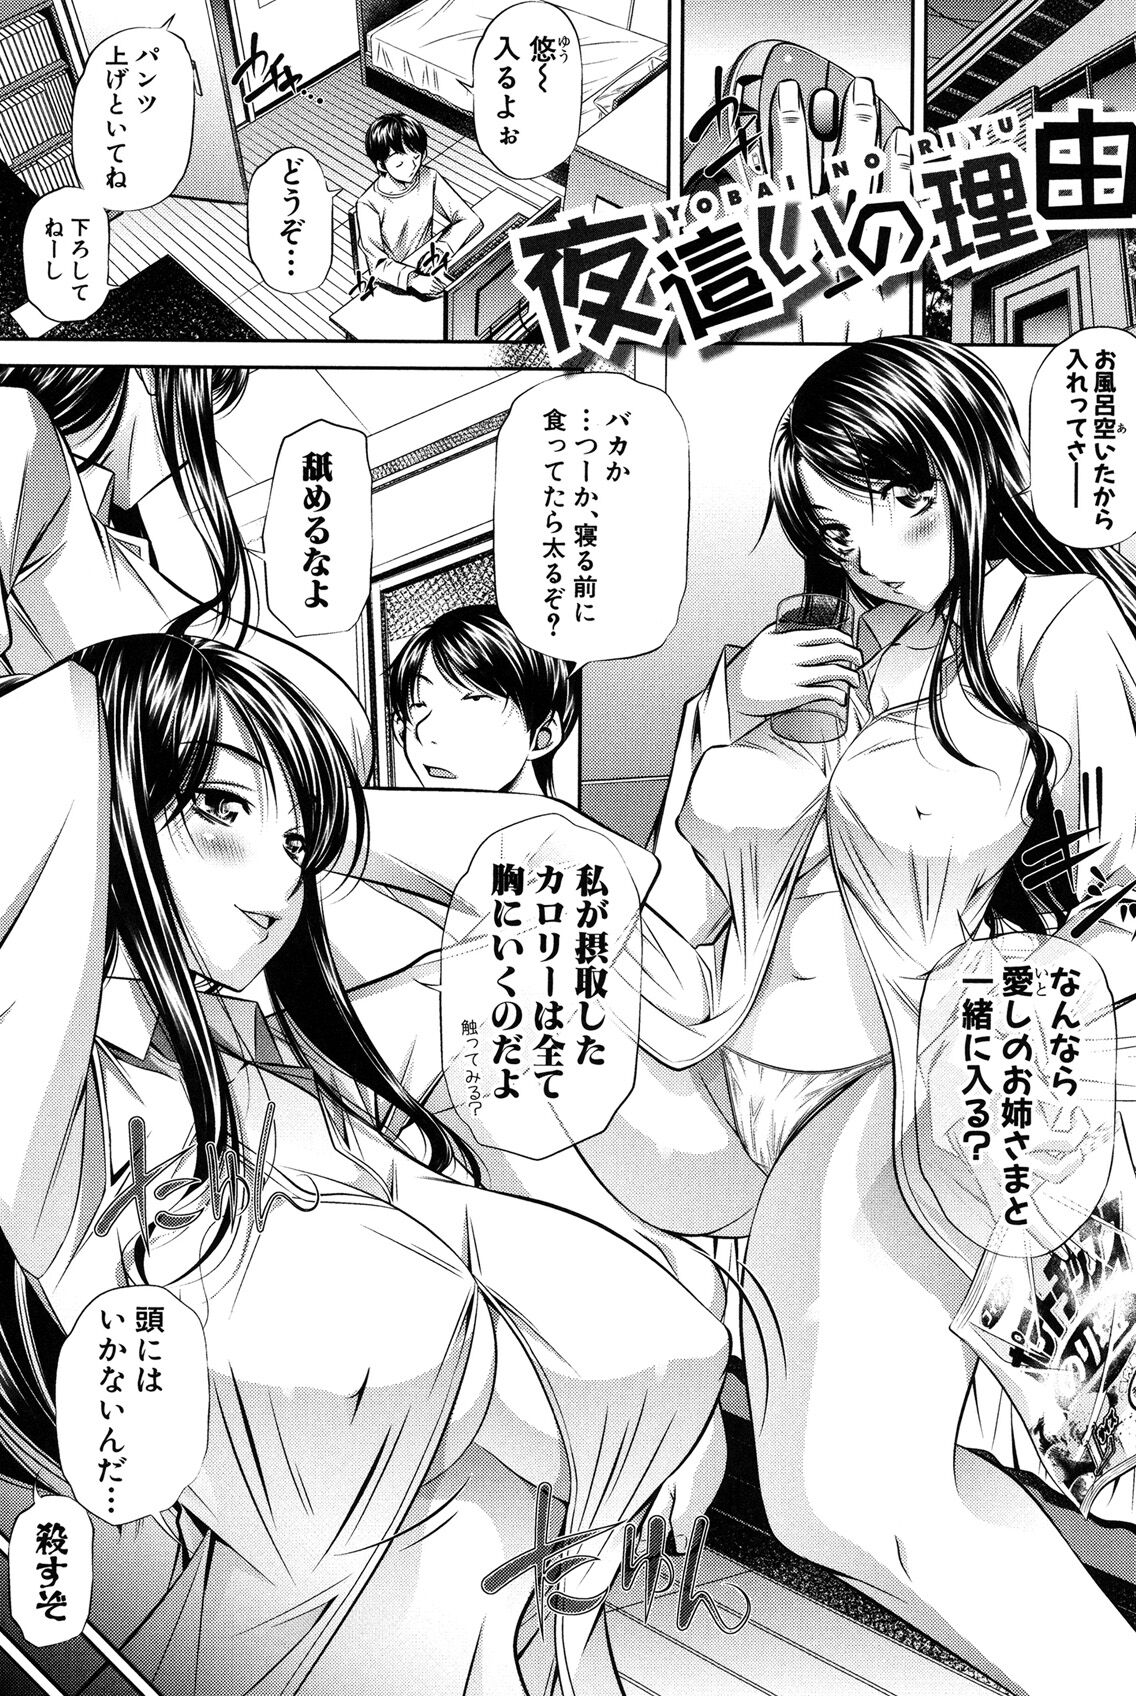 夜這いの理由
YOBAI NO RIYU
カチ
悠〜
ゆう
入るよぉ
どうぞ…
パンツ
上げといてね
下ろして
ねーし
お風呂空いたから
あ
入れってさ――
なんなら
愛しのお姉さまと
いと
一緒に入る?
バカか
…つーか、寝る前に
食ってたら太るぞ?
舐めるなよ
私が摂取した
カロリーは全て
胸にいくのだよ
触ってみる?
たゆん
たゆん
頭には
いかないんだ…
殺すぞ